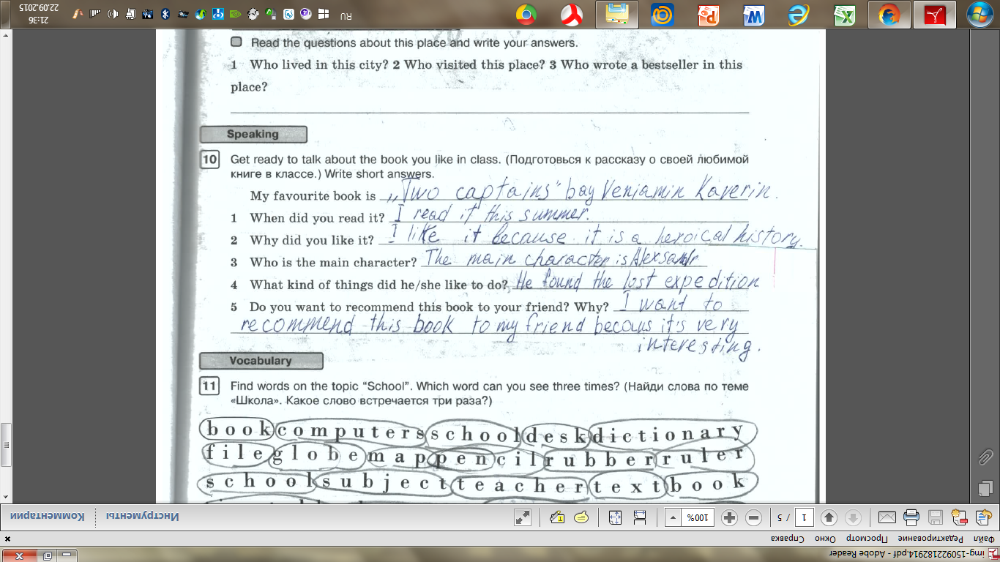 RU
21:36
22.09.2015
Read the questions about this place and write your answers.
1 Who lived in this city? 2 Who visited this place? 3 Who wrote a bestseller in this
place?
Speaking
10 Get ready to talk about the book you like in class. (Подготовься к рассказу о своей любимой
книге в классе.) Write short answers.
My favourite book is „Two captains" bay Veniamin Kaverin.
1 When did you read it? I read it this summer.
2 Why did you like it? I like it because it is a heroical history.
3 Who is the main character? The main character is Alexsandr
4 What kind of things did he/she like to do? He found the lost expedition
5 Do you want to recommend this book to your friend? Why? I want to
recommend this book to my friend becaus it's very
interesting.
Vocabulary
11 Find words on the topic “School”. Which word can you see three times? (Найди слова по теме
«Школа». Какое слово встречается три раза?)
b o o k c o m p u t e r s s c h o o l d e s k d i c t i o n a r y
f i l e g l o b e m a p p e n c i l r u b b e r r u l e r
s c h o o l s u b j e c t t e a c h e r t e x t b o o k
1 / 5 100% Инструменты Комментарии
Файл Редактирование Просмотр Окно Справка
img-150922182914.pdf - Adobe Reader